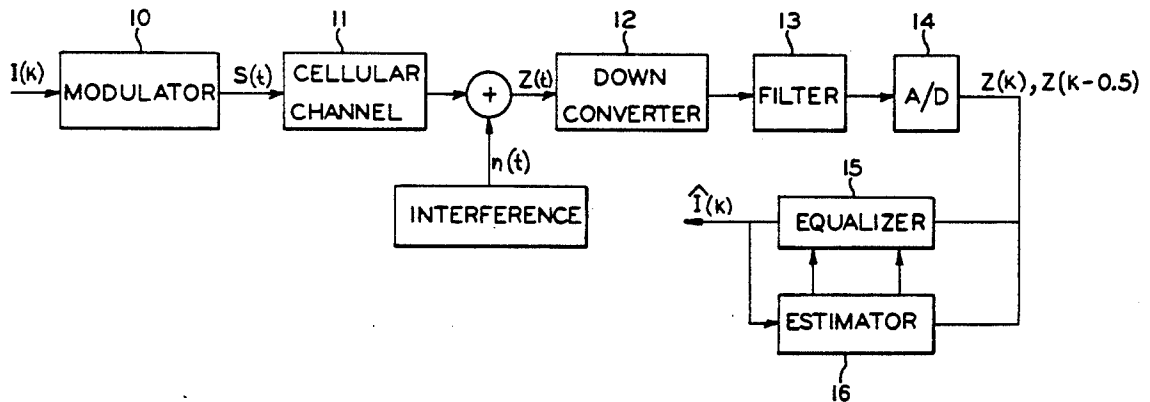 10
11
12
13
14
I(K)
MODULATOR
S(t)
CELLULAR
CHANNEL
+
Z(t)
DOWN
CONVERTER
FILTER
A/D
Z(K), Z(K-0.5)
n(t)
INTERFERENCE
15
Î(K)
EQUALIZER
ESTIMATOR
16